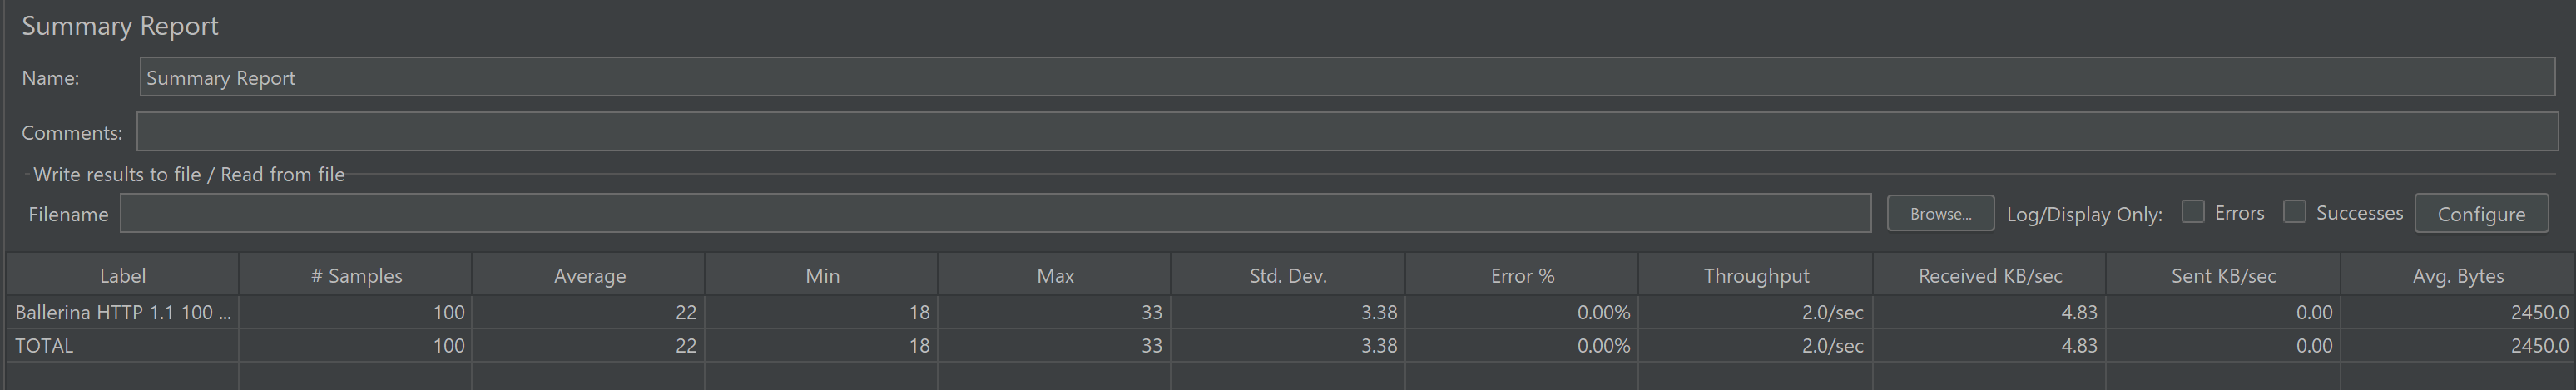 Summary Report
Name: Summary Report
Comments:
Write results to file / Read from file
Filename Browse... Log/Display Only: Errors Successes Configure
Label # Samples Average Min Max Std. Dev. Error % Throughput Received KB/sec Sent KB/sec Avg. Bytes
Ballerina HTTP 1.1 100 ... 100 22 18 33 3.38 0.00% 2.0/sec 4.83 0.00 2450.0
TOTAL 100 22 18 33 3.38 0.00% 2.0/sec 4.83 0.00 2450.0